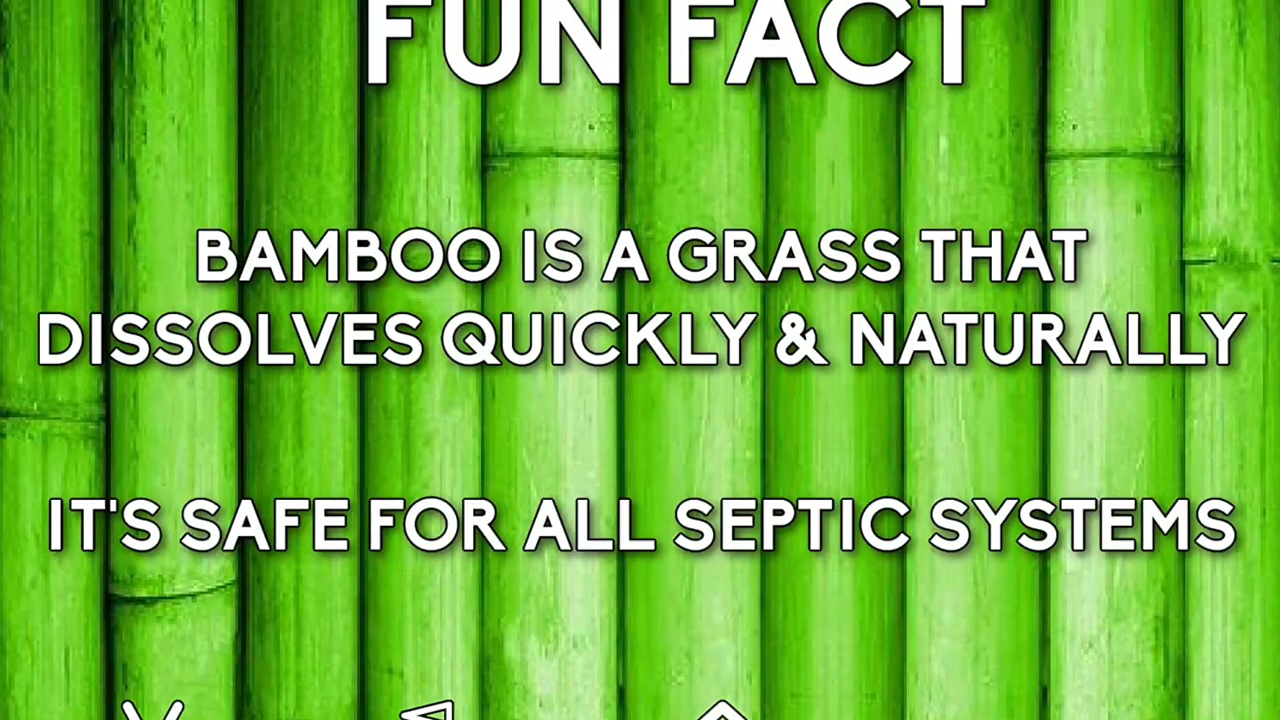 FUN FACT
BAMBOO IS A GRASS THAT
DISSOLVES QUICKLY & NATURALLY
IT'S SAFE FOR ALL SEPTIC SYSTEMS